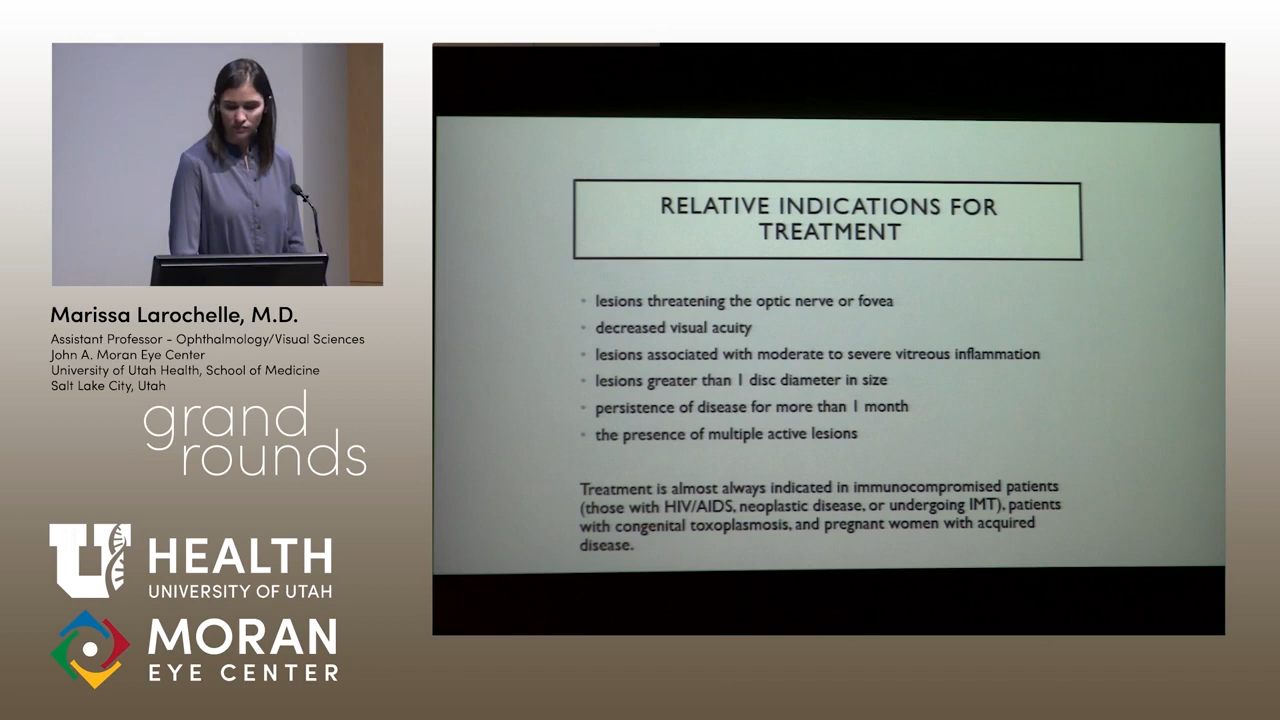 Marissa Larochelle, M.D.
Assistant Professor - Ophthalmology/Visual Sciences
John A. Moran Eye Center
University of Utah Health, School of Medicine
Salt Lake City, Utah
grand
rounds
U HEALTH
UNIVERSITY OF UTAH
MORAN
EYE CENTER
RELATIVE INDICATIONS FOR
TREATMENT
• lesions threatening the optic nerve or fovea
• decreased visual acuity
• lesions associated with moderate to severe vitreous inflammation
• lesions greater than 1 disc diameter in size
• persistence of disease for more than 1 month
• the presence of multiple active lesions
Treatment is almost always indicated in immunocompromised patients
(those with HIV/AIDS, neoplastic disease, or undergoing IMT), patients
with congenital toxoplasmosis, and pregnant women with acquired
disease.